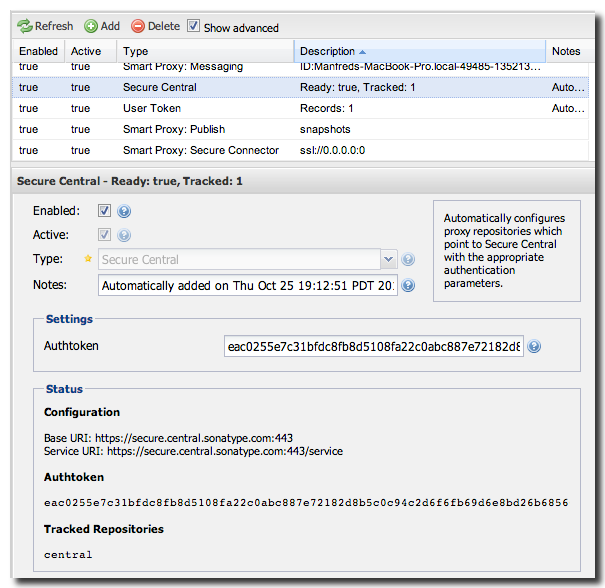 Refresh Add Delete Show advanced
Enabled Active Type Description Notes
true true Smart Proxy: Messaging ID:Manfreds-MacBook-Pro.local-49485-135213...
true true Secure Central Ready: true, Tracked: 1 Auto...
true true User Token Records: 1 Auto...
true true Smart Proxy: Publish snapshots
true true Smart Proxy: Secure Connector ssl://0.0.0.0:0
Secure Central - Ready: true, Tracked: 1
Enabled:
Active:
Type: Secure Central
Notes: Automatically added on Thu Oct 25 19:12:51 PDT 201
Automatically configures
proxy repositories which
point to Secure Central
with the appropriate
authentication
parameters.
Settings
Authtoken eac0255e7c31bfdc8fb8d5108fa22c0abc887e72182d8
Status
Configuration
Base URI: https://secure.central.sonatype.com:443
Service URI: https://secure.central.sonatype.com:443/service
Authtoken
eac0255e7c31bfdc8fb8d5108fa22c0abc887e72182d8b5c0c94c2d6f6fb69d6e8bd26b6856
Tracked Repositories
central